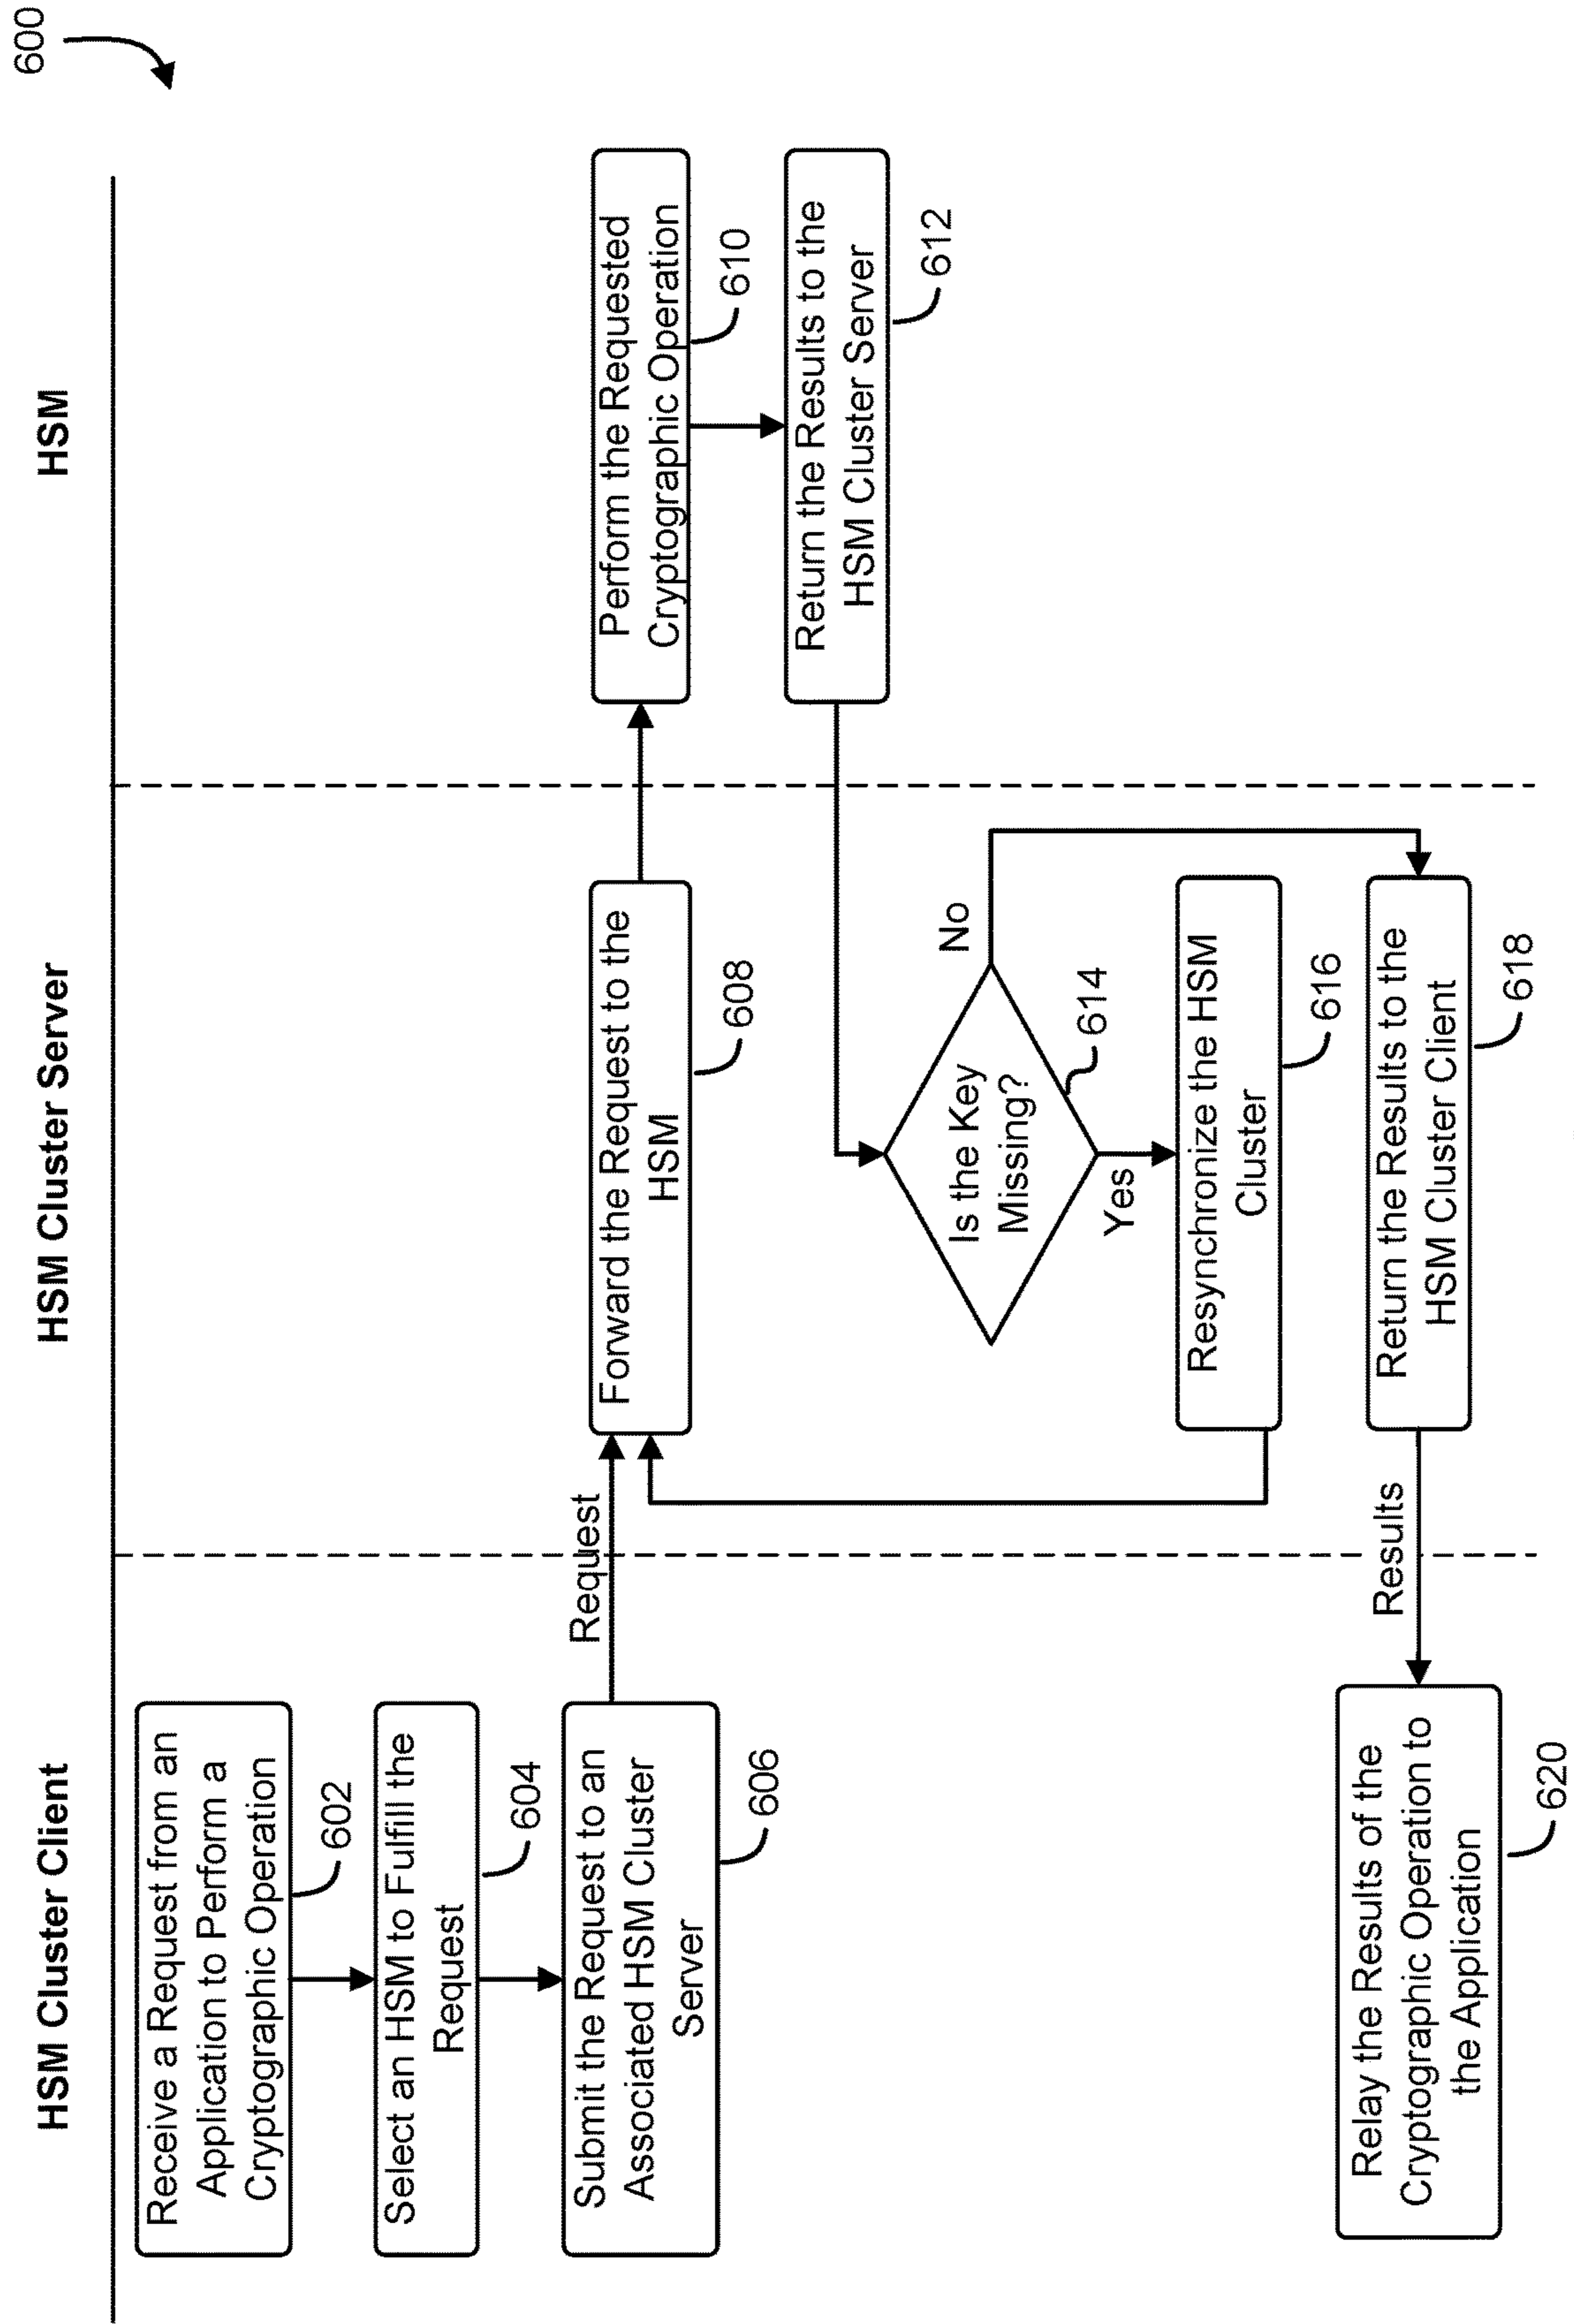 600
HSM Cluster Client
HSM Cluster Server
HSM
Receive a Request from an
Application to Perform a
Cryptographic Operation
602
Select an HSM to Fulfill the
Request
604
Submit the Request to an
Associated HSM Cluster
Server
606
Request
Forward the Request to the
HSM
608
Perform the Requested
Cryptographic Operation
610
Return the Results to the
HSM Cluster Server
612
Is the Key
Missing?
614
No
Yes
Resynchronize the HSM
Cluster
616
Return the Results to the
HSM Cluster Client
618
Results
Relay the Results of the
Cryptographic Operation to
the Application
620